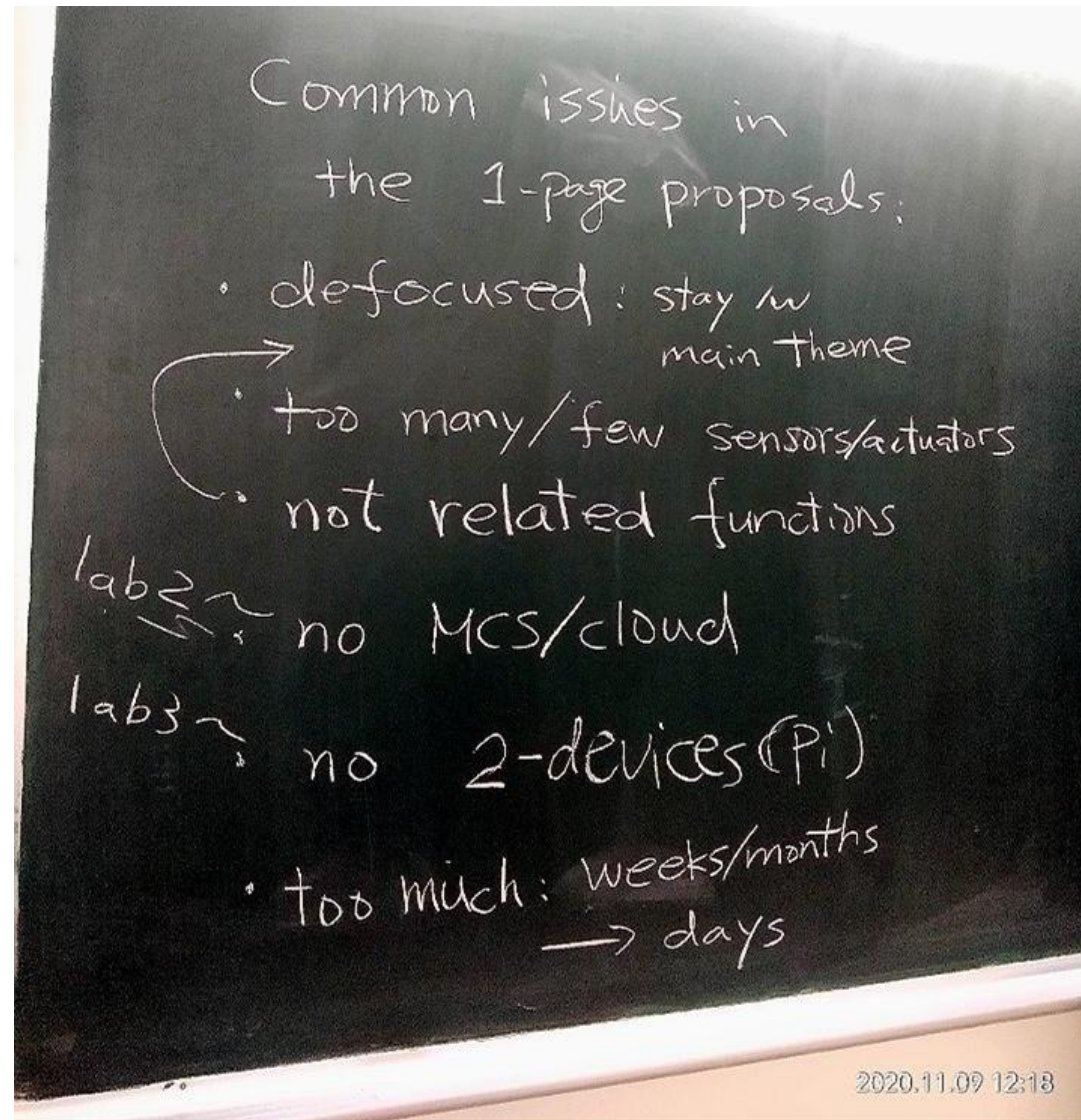 Common issues in
the 1-page proposals:
• defocused: stay /w
main theme
• too many/few sensors/actuators
• not related functions
lab2~
• no MCS/cloud
lab3~
• no 2-devices(Pi)
• too much: weeks/months
→ days
2020.11.09 12:18